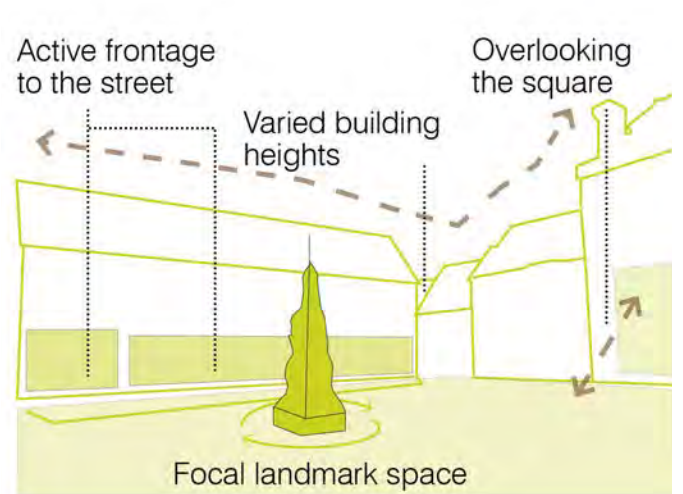 Active frontage
to the street
Overlooking
the square
Varied building
heights
Focal landmark space